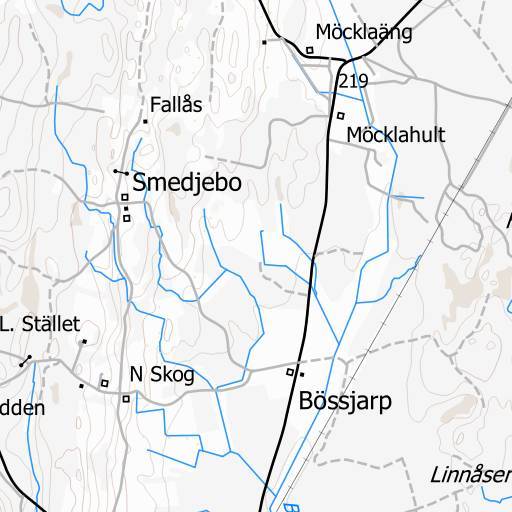 Möcklaäng
219
Fallås
Möcklahult
Smedjebo
L. Stället
N Skog
dden
Bössjarp
Linnåser